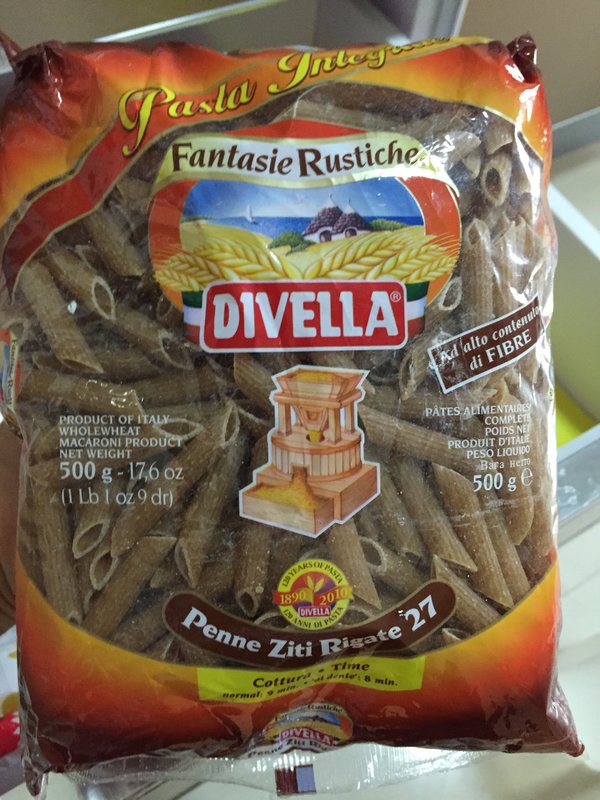 Pasta Integrale
Fantasie Rustiche
DIVELLA®
Ad alto contenuto
di FIBRE
PRODUCT OF ITALY
WHOLEWHEAT
MACARONI PRODUCT
NET WEIGHT
500 g - 17,6 oz
(1 Lb 1 oz 9 dr)
PÂTES ALIMENTAIRES
COMPLETE
POIDS NET
PRODUIT D'ITALIE
PESO LIQUIDO
Вага нетто
500 g ℮
120 YEARS OF PASTA
1890 2010
DIVELLA
120 ANNI DI PASTA
Penne Ziti Rigate 27
Cottura • Time
normal: 9 min. • "al dente": 8 min.
Fantasie Rustiche
DIVELLA
Penne Ziti